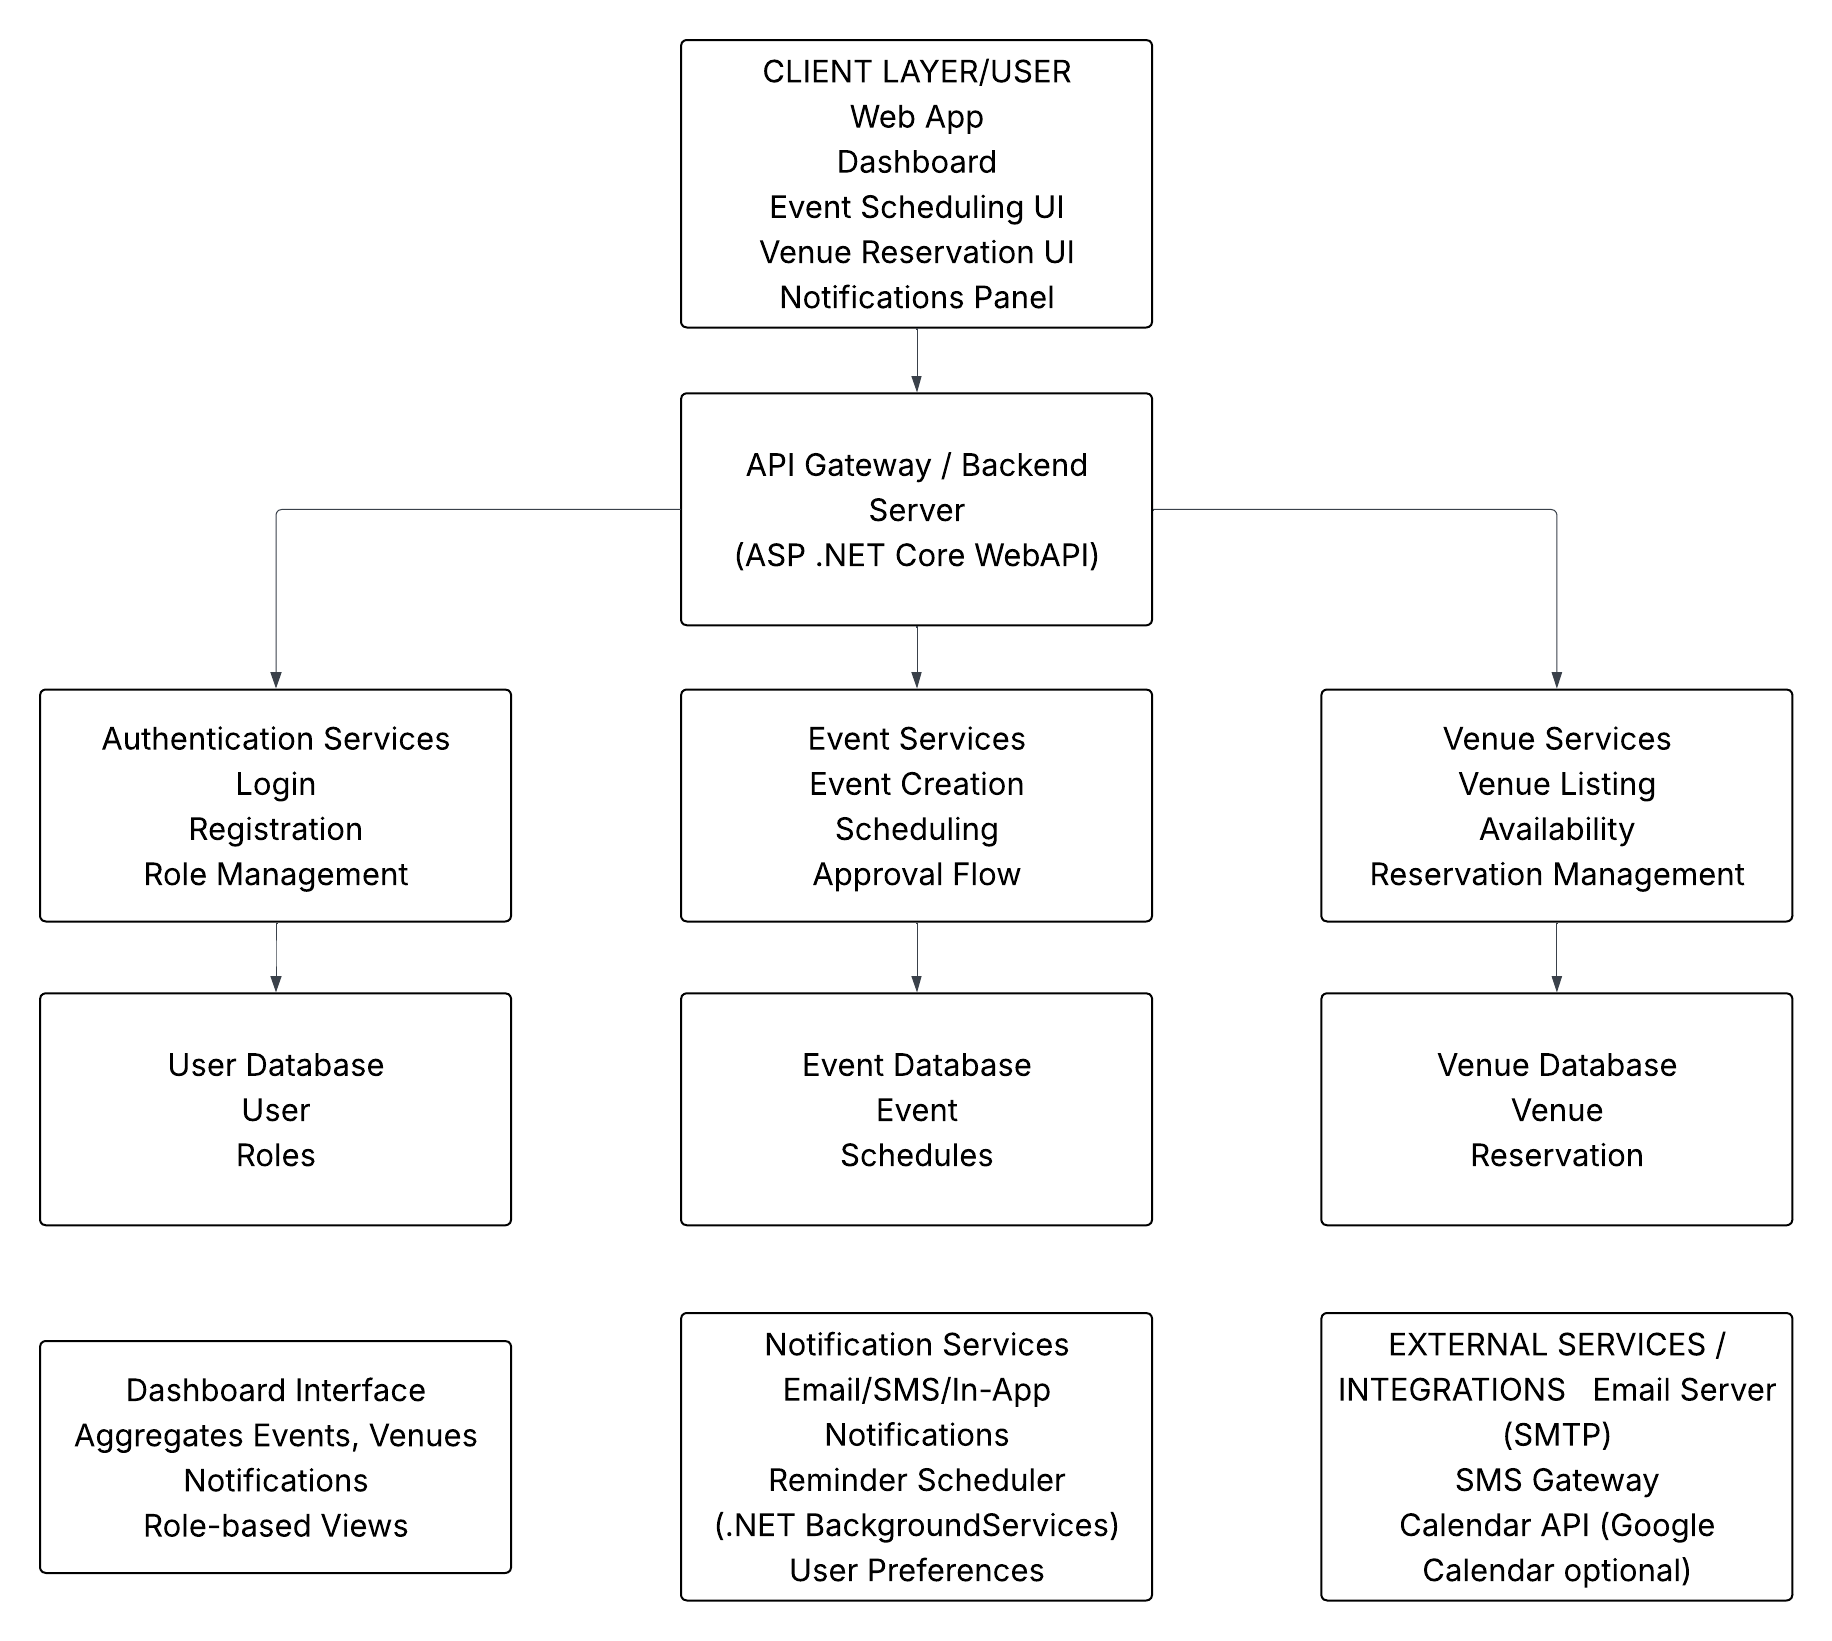 CLIENT LAYER/USER
Web App
Dashboard
Event Scheduling UI
Venue Reservation UI
Notifications Panel
API Gateway / Backend
Server
(ASP .NET Core WebAPI)
Authentication Services
Login
Registration
Role Management
Event Services
Event Creation
Scheduling
Approval Flow
Venue Services
Venue Listing
Availability
Reservation Management
User Database
User
Roles
Event Database
Event
Schedules
Venue Database
Venue
Reservation
Dashboard Interface
Aggregates Events, Venues
Notifications
Role-based Views
Notification Services
Email/SMS/In-App
Notifications
Reminder Scheduler
(.NET BackgroundServices)
User Preferences
EXTERNAL SERVICES /
INTEGRATIONS   Email Server
(SMTP)
SMS Gateway
Calendar API (Google
Calendar optional)